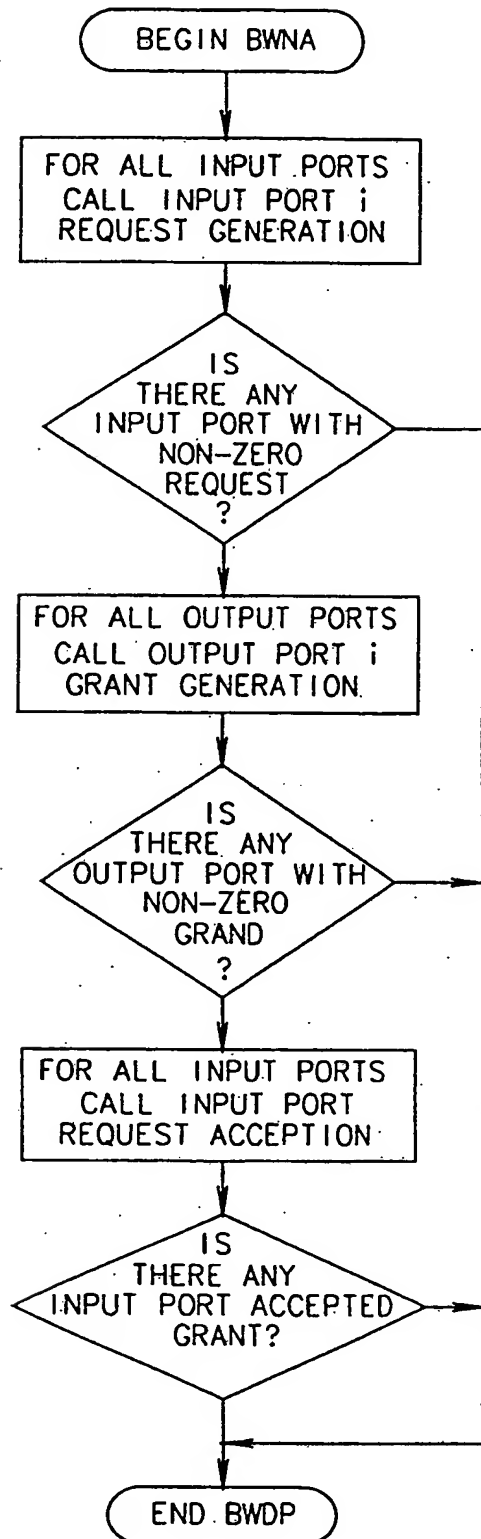 BEGIN BWNA
FOR ALL INPUT PORTS
CALL INPUT PORT i
REQUEST GENERATION
IS
THERE ANY
INPUT PORT WITH
NON-ZERO
REQUEST
?
FOR ALL OUTPUT PORTS
CALL OUTPUT PORT i
GRANT GENERATION
IS
THERE ANY
OUTPUT PORT WITH
NON-ZERO
GRAND
?
FOR ALL INPUT PORTS
CALL INPUT PORT
REQUEST ACCEPTION
IS
THERE ANY
INPUT PORT ACCEPTED
GRANT?
END BWDP